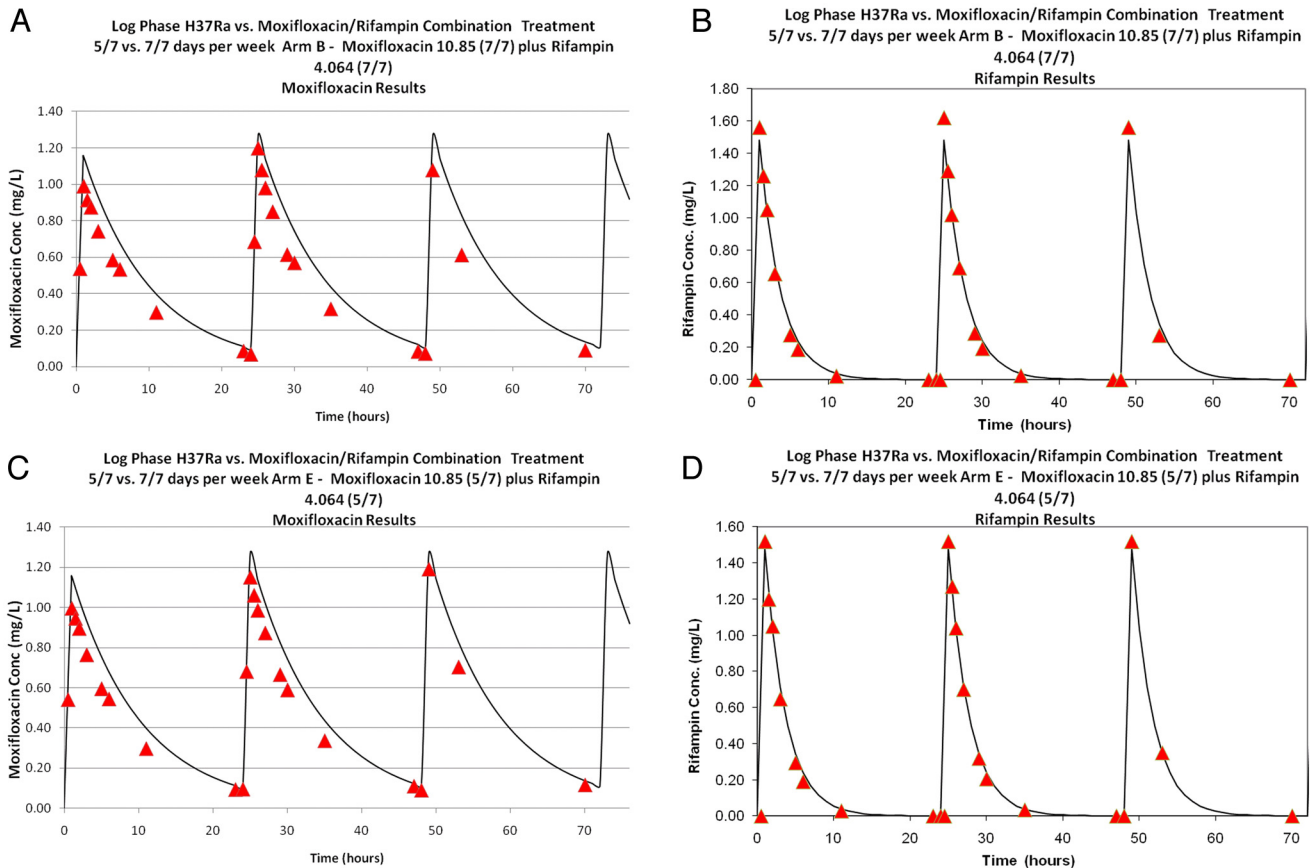 A
Log Phase H37Ra vs. Moxifloxacin/Rifampin Combination Treatment
5/7 vs. 7/7 days per week Arm B - Moxifloxacin 10.85 (7/7) plus Rifampin
4.064 (7/7)
Moxifloxacin Results
Moxifloxacin Conc (mg/L)
1.40
1.20
1.00
0.80
0.60
0.40
0.20
0.00
0 10 20 30 40 50 60 70
Time (hours)
B
Log Phase H37Ra vs. Moxifloxacin/Rifampin Combination Treatment
5/7 vs. 7/7 days per week Arm B - Moxifloxacin 10.85 (7/7) plus Rifampin
4.064 (7/7)
Rifampin Results
Rifampin Conc. (mg/L)
1.80
1.60
1.40
1.20
1.00
0.80
0.60
0.40
0.20
0.00
0 10 20 30 40 50 60 70
Time (hours)
C
Log Phase H37Ra vs. Moxifloxacin/Rifampin Combination Treatment
5/7 vs. 7/7 days per week Arm E - Moxifloxacin 10.85 (5/7) plus Rifampin
4.064 (5/7)
Moxifloxacin Results
Moxifloxacin Conc (mg/L)
1.40
1.20
1.00
0.80
0.60
0.40
0.20
0.00
0 10 20 30 40 50 60 70
Time (hours)
D
Log Phase H37Ra vs. Moxifloxacin/Rifampin Combination Treatment
5/7 vs. 7/7 days per week Arm E - Moxifloxacin 10.85 (5/7) plus Rifampin
4.064 (5/7)
Rifampin Results
Rifampin Conc. (mg/L)
1.60
1.40
1.20
1.00
0.80
0.60
0.40
0.20
0.00
0 10 20 30 40 50 60 70
Time (hours)